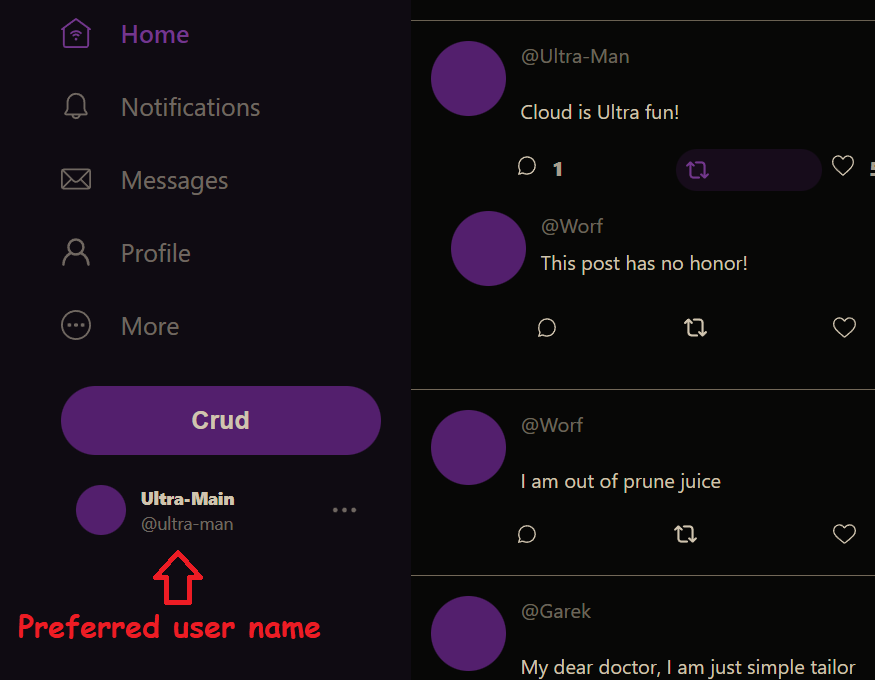 Home
Notifications
Messages
Profile
More
Crud
Ultra-Main
@ultra-man
Preferred user name
@Ultra-Man
Cloud is Ultra fun!
1
@Worf
This post has no honor!
@Worf
I am out of prune juice
@Garek
My dear doctor, I am just simple tailor